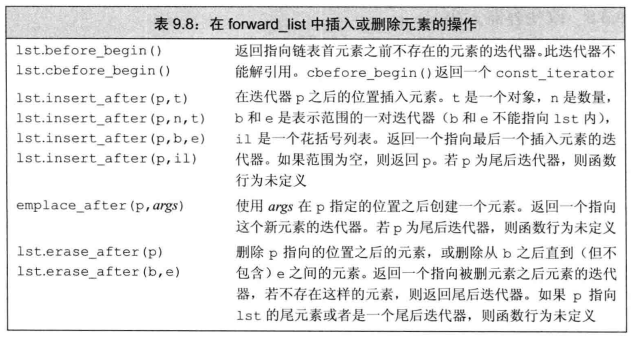 表 9.8：在 forward_list 中插入或删除元素的操作
lst.before_begin() 返回指向链表首元素之前不存在的元素的迭代器。此迭代器不
lst.cbefore_begin() 能解引用。cbefore_begin()返回一个 const_iterator
lst.insert_after(p,t) 在迭代器 p 之后的位置插入元素。t 是一个对象，n 是数量，
lst.insert_after(p,n,t) b 和 e 是表示范围的一对迭代器（b 和 e 不能指向 lst 内），
lst.insert_after(p,b,e) il 是一个花括号列表。返回一个指向最后一个插入元素的迭
lst.insert_after(p,il) 代器。如果范围为空，则返回 p。若 p 为尾后迭代器，则函数
行为未定义
emplace_after(p,args) 使用 args 在 p 指定的位置之后创建一个元素。返回一个指向
这个新元素的迭代器。若 p 为尾后迭代器，则函数行为未定义
lst.erase_after(p) 删除 p 指向的位置之后的元素，或删除从 b 之后直到（但不
lst.erase_after(b,e) 包含）e 之间的元素。返回一个指向被删元素之后元素的迭代
器，若不存在这样的元素，则返回尾后迭代器。如果 p 指向
lst 的尾元素或者是一个尾后迭代器，则函数行为未定义